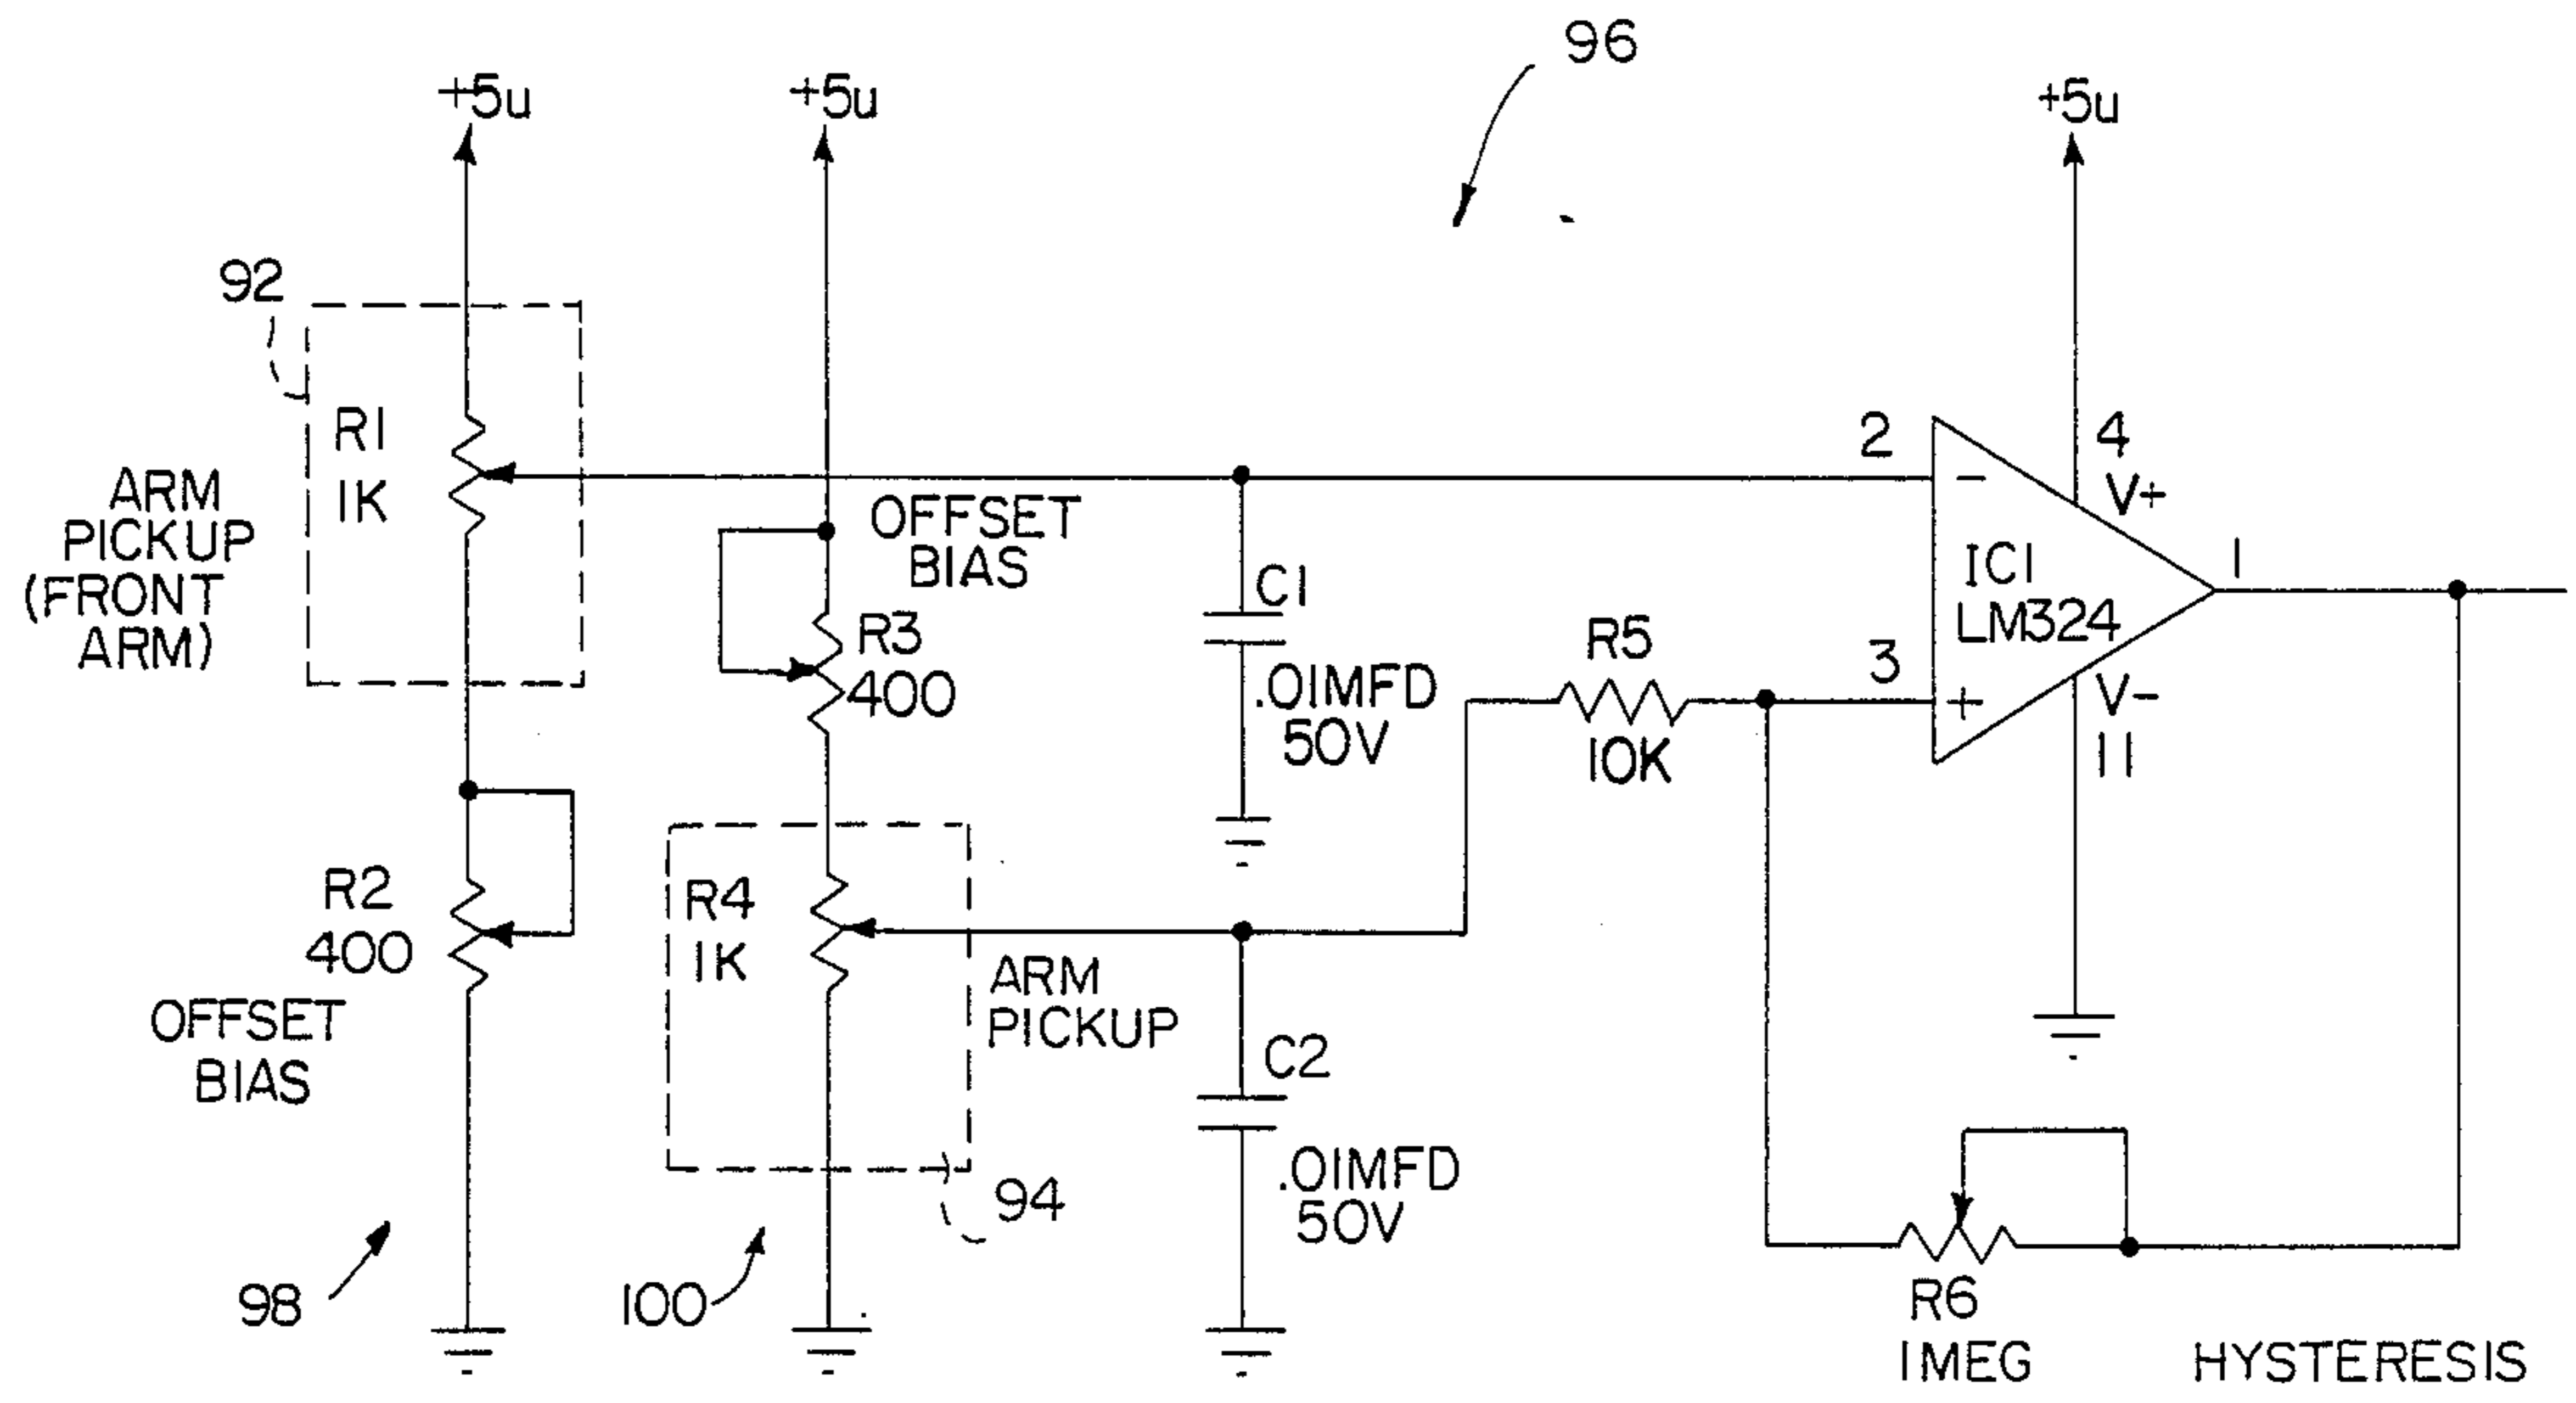 96
+5u
+5u
+5u
92
R1
1K
ARM
PICKUP
(FRONT
ARM)
OFFSET
BIAS
R3
400
C1
.01MFD
50V
2
-
4
V+
IC1
LM324
1
3
+
V-
11
R5
10K
R2
400
OFFSET
BIAS
R4
1K
ARM
PICKUP
C2
.01MFD
50V
94
98
100
R6
1MEG
HYSTERESIS